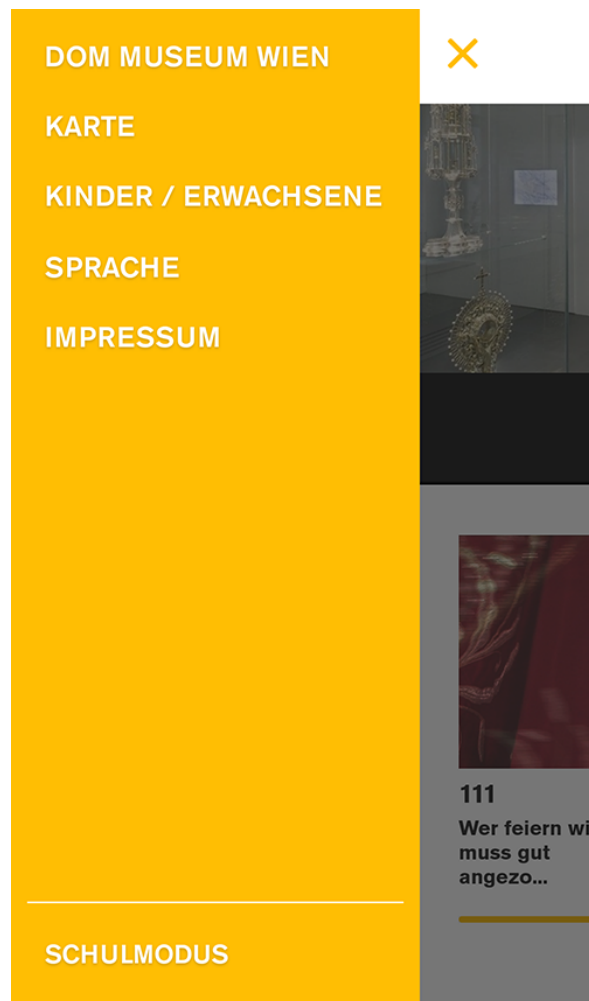 DOM MUSEUM WIEN
KARTE
KINDER / ERWACHSENE
SPRACHE
IMPRESSUM
SCHULMODUS
111
Wer feiern wi
muss gut
angezo...